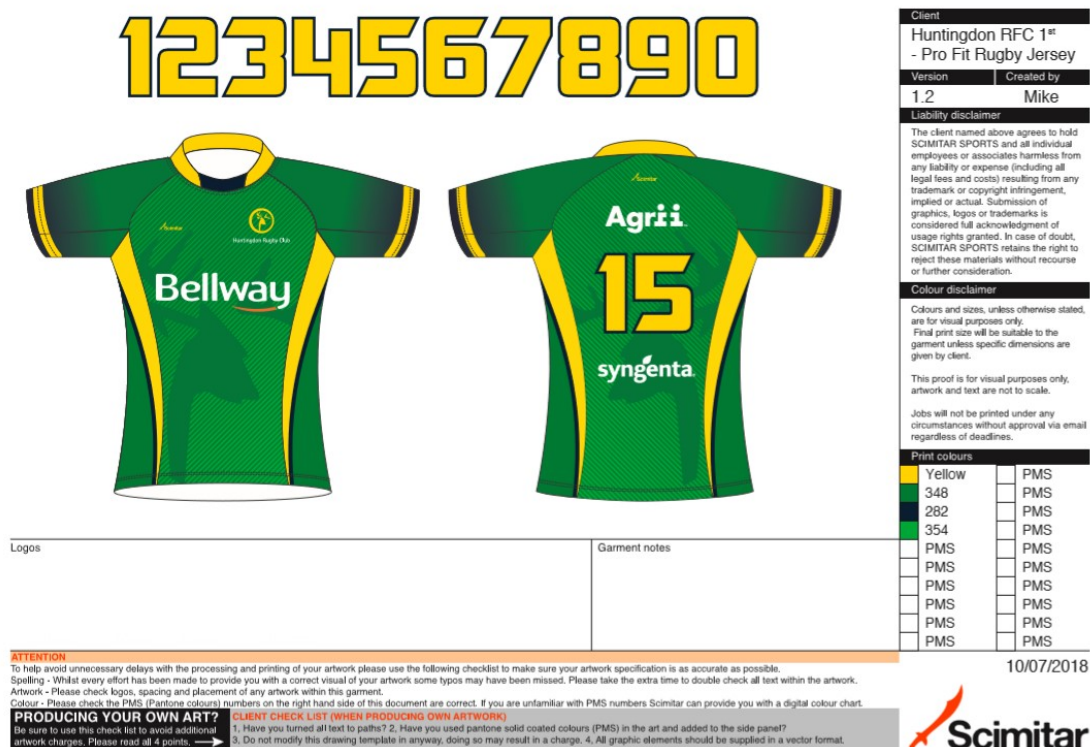 1234567890
Scimitar
Huntingdon Rugby Club
Bellway
Scimitar
Agrii
15
syngenta
Client
Huntingdon RFC 1st
- Pro Fit Rugby Jersey
Version
Created by
1.2
Mike
Liability disclaimer
The client named above agrees to hold
SCIMITAR SPORTS and all individual
employees or associates harmless from
any liability or expense (including all
legal fees and costs) resulting from any
trademark or copyright infringement,
implied or actual. Submission of
graphics, logos or trademarks is
considered full acknowledgment of
usage rights granted. In case of doubt,
SCIMITAR SPORTS retains the right to
reject these materials without recourse
or further consideration.
Colour disclaimer
Colours and sizes, unless otherwise stated,
are for visual purposes only.
Final print size will be suitable to the
garment unless specific dimensions are
given by client.
This proof is for visual purposes only,
artwork and text are not to scale.
Jobs will not be printed under any
circumstances without approval via email
regardless of deadlines.
Print colours
Yellow PMS
348 PMS
282 PMS
354 PMS
PMS PMS
PMS PMS
PMS PMS
PMS PMS
PMS PMS
PMS PMS
Logos
Garment notes
ATTENTION
To help avoid unnecessary delays with the processing and printing of your artwork please use the following checklist to make sure your artwork specification is as accurate as possible.
Spelling - Whilst every effort has been made to provide you with a correct visual of your artwork some typos may have been missed. Please take the extra time to double check all text within the artwork.
Artwork - Please check logos, spacing and placement of any artwork within this garment.
Colour - Please check the PMS (Pantone colours) numbers on the right hand side of this document are correct. If you are unfamiliar with PMS numbers Scimitar can provide you with a digital colour chart.
PRODUCING YOUR OWN ART?
Be sure to use this check list to avoid additional
artwork charges. Please read all 4 points.
CLIENT CHECK LIST (WHEN PRODUCING OWN ARTWORK)
1, Have you turned all text to paths? 2, Have you used pantone solid coated colours (PMS) in the art and added to the side panel?
3, Do not modify this drawing template in anyway, doing so may result in a charge. 4, All graphic elements should be supplied in a vector format.
10/07/2018
Scimitar